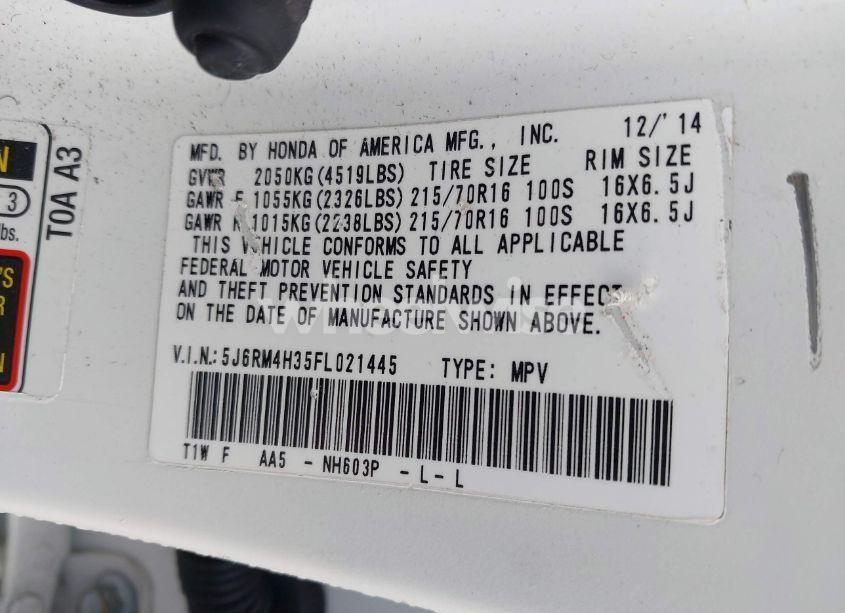 MFD. BY HONDA OF AMERICA MFG., INC. 12/'14
GVWR 2050KG(4519LBS) TIRE SIZE RIM SIZE
GAWR F 1055KG(2326LBS) 215/70R16 100S 16X6.5J
GAWR R 1015KG(2238LBS) 215/70R16 100S 16X6.5J
THIS VEHICLE CONFORMS TO ALL APPLICABLE
FEDERAL MOTOR VEHICLE SAFETY
AND THEFT PREVENTION STANDARDS IN EFFECT
ON THE DATE OF MANUFACTURE SHOWN ABOVE.
V.I.N.: 5J6RM4H35FL021445 TYPE: MPV
T1W F AA5 - NH603P - L - L
T0A A3
N
3
lbs.
'S
R
N